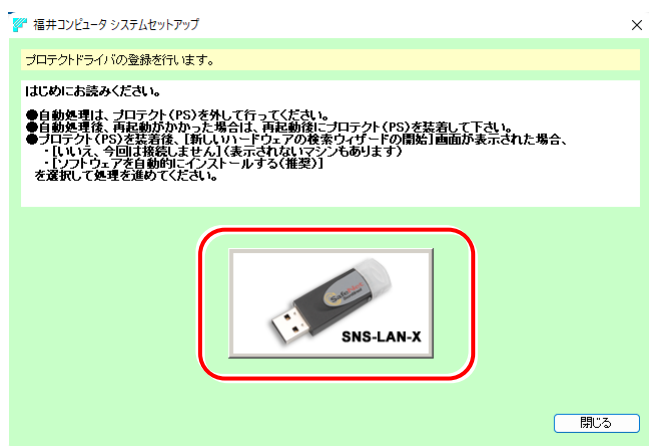 福井コンピュータ システムセットアップ
プロテクトドライバの登録を行います。
はじめにお読みください。
●自動処理は、プロテクト(PS)を外して行ってください。
●自動処理後、再起動がかかった場合は、再起動後にプロテクト(PS)を装着して下さい。
●プロテクト(PS)を装着後、[新しいハードウェアの検索ウィザードの開始]画面が表示された場合、
・[いいえ、今回は接続しません](表示されないマシンもあります)
・[ソフトウェアを自動的にインストールする(推奨)]
を選択して処理を進めてください。
SNS-LAN-X
閉じる